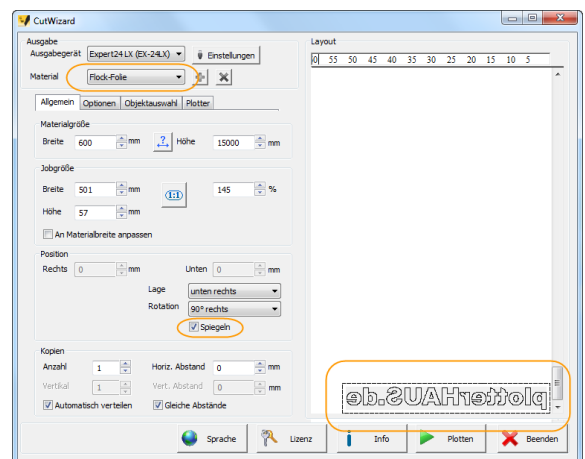 CutWizard
Ausgabe
Ausgabegerät Expert24 LX (EX-24LX) Einstellungen
Material Flock-Folie
Allgemein Optionen Objektauswahl Plotter
Materialgröße
Breite 600 mm ? Höhe 15000 mm
Jobgröße
Breite 501 mm (1:1) 145 %
Höhe 57 mm
An Materialbreite anpassen
Position
Rechts 0 mm Unten 0 mm
Lage unten rechts
Rotation 90° rechts
Spiegeln
Kopien
Anzahl 1 Horiz. Abstand 0 mm
Vertikal 1 Vert. Abstand 0 mm
Automatisch verteilen Gleiche Abstände
Layout
55 50 45 40 35 30 25 20 15 10 5
plotterHAUS.de
Sprache Lizenz Info Plotten Beenden